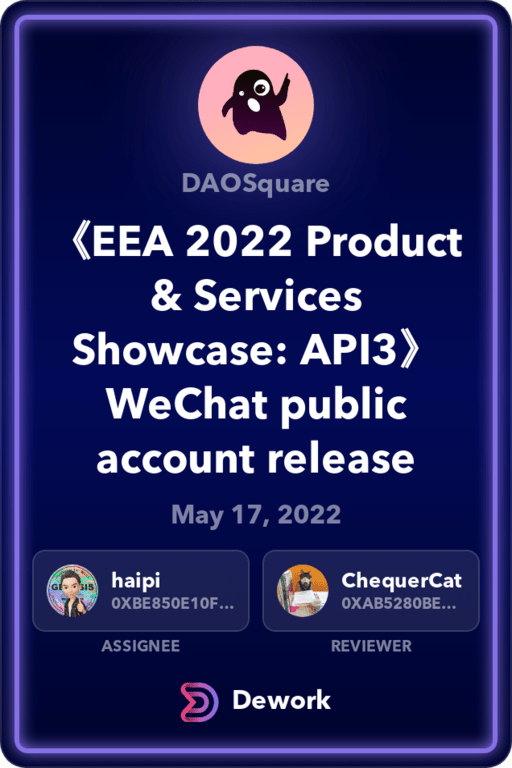 DAOSquare
《EEA 2022 Product
& Services
Showcase: API3》
WeChat public
account release
May 17, 2022
haipi
0XBE850E10F...
ChequerCat
0XAB5280BE...
ASSIGNEE
REVIEWER
Dework